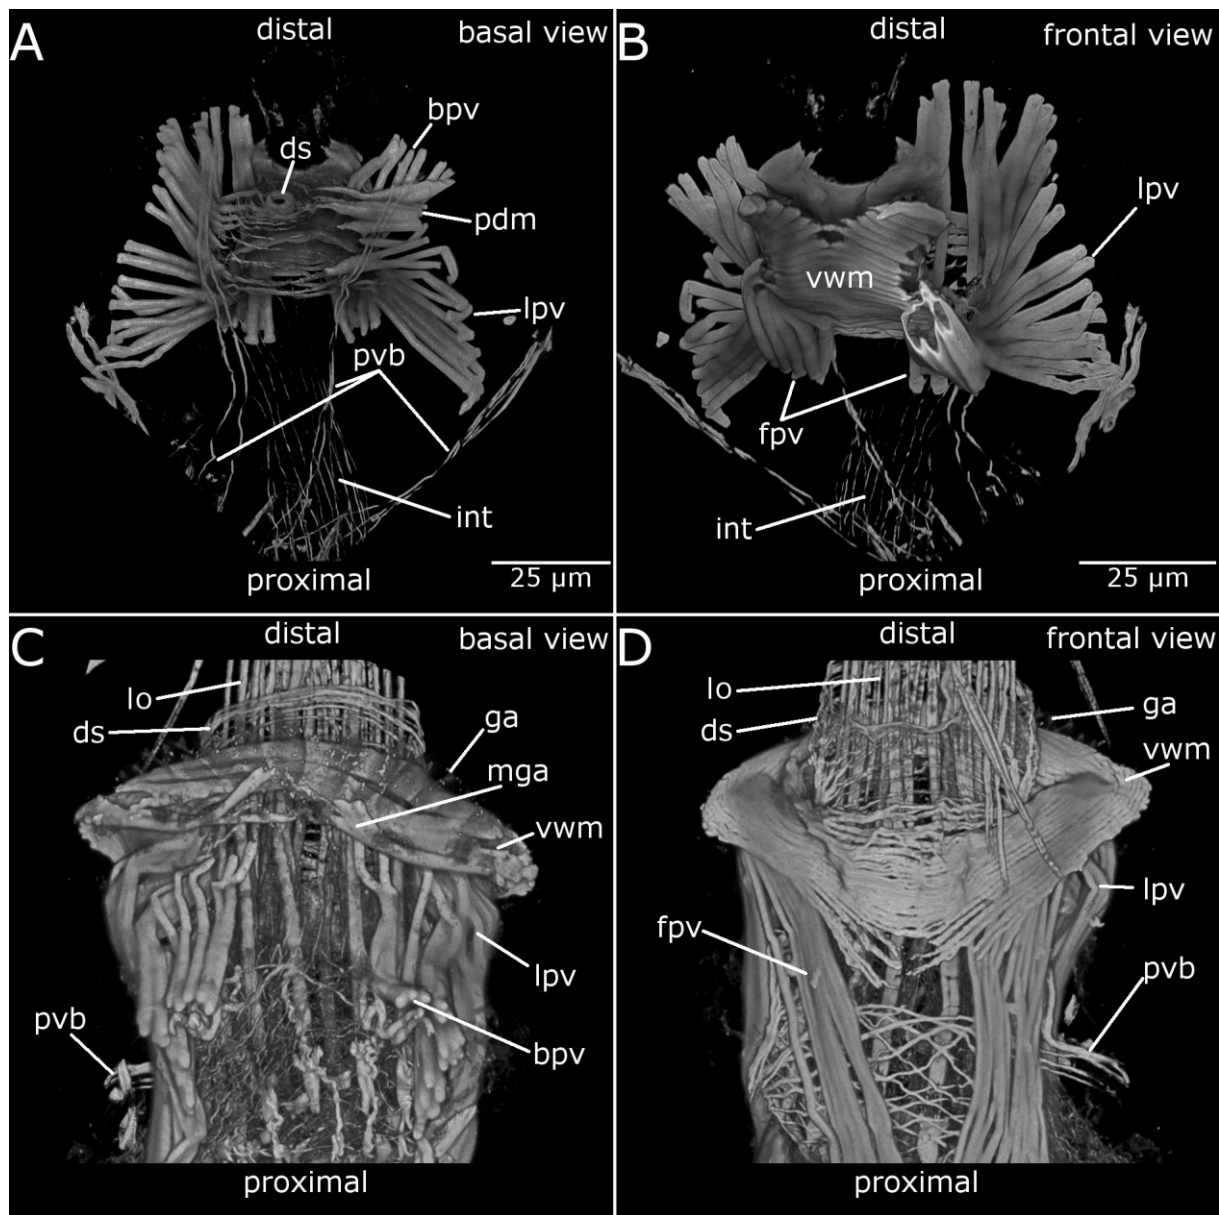 A
distal
basal view
bpv
ds
pdm
lpv
pvb
int
proximal
25 µm
B
distal
frontal view
lpv
vwm
fpv
int
proximal
25 µm
C
distal
basal view
lo
ds
ga
mga
vwm
lpv
pvb
bpv
proximal
D
distal
frontal view
lo
ds
ga
vwm
lpv
fpv
pvb
proximal